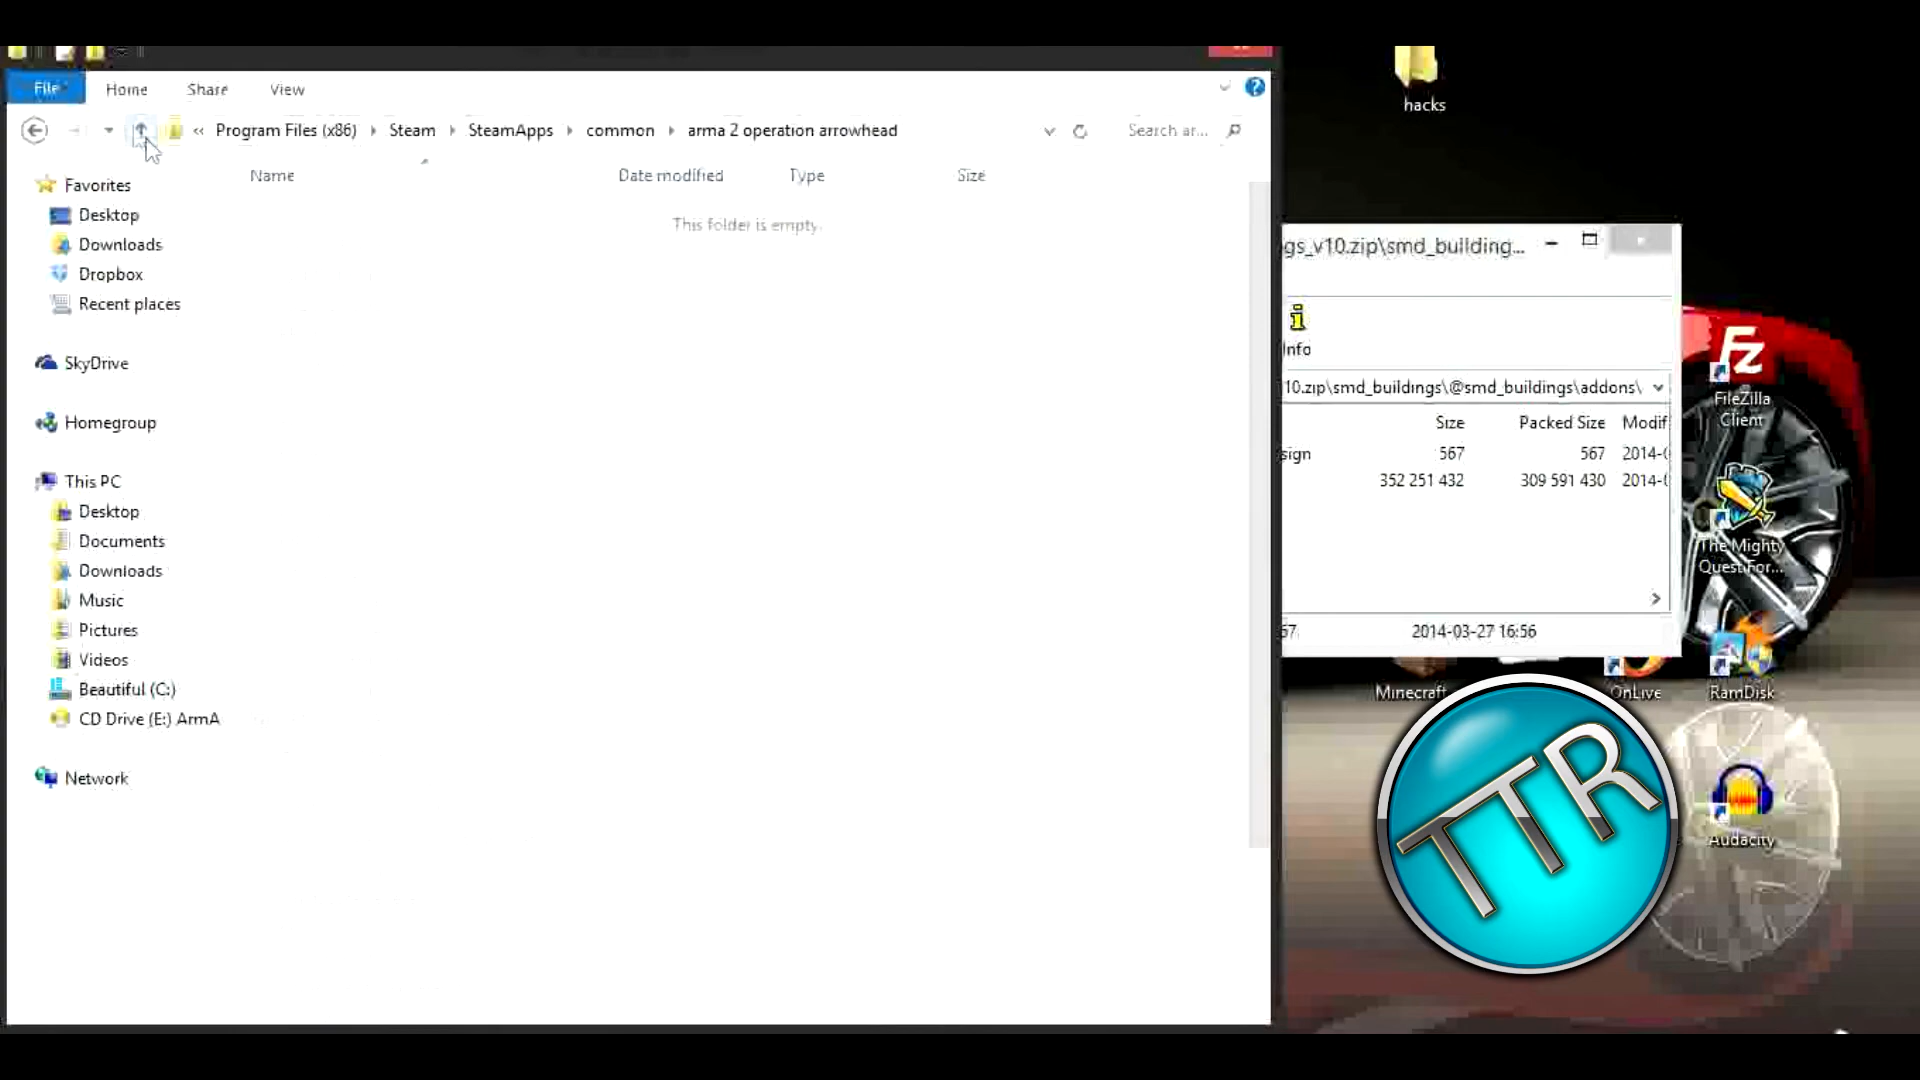 hacks
File Home Share View
« Program Files (x86) Steam SteamApps common arma 2 operation arrowhead Search ar...
Name Date modified Type Size
This folder is empty.
Favorites
Desktop
Downloads
Dropbox
Recent places
SkyDrive
Homegroup
This PC
Desktop
Documents
Downloads
Music
Pictures
Videos
Beautiful (C:)
CD Drive (E:) ArmA
Network
gs_v10.zip\smd_building...
Info
10.zip\smd_buildings\@smd_buildings\addons\
Size Packed Size Modif
sign 567 567 2014-0
352 251 432 309 591 430 2014-0
67 2014-03-27 16:56
FileZilla
Client
The Mighty
Quest For...
Minecraft
OnLive
RamDisk
Audacity
TTR